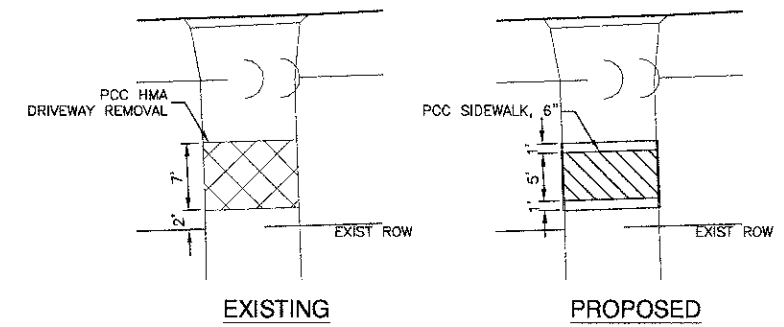 PCC HMA
DRIVEWAY REMOVAL
7'
2'
EXIST ROW
EXISTING
PCC SIDEWALK, 6"
1'
5'
1'
EXIST ROW
PROPOSED